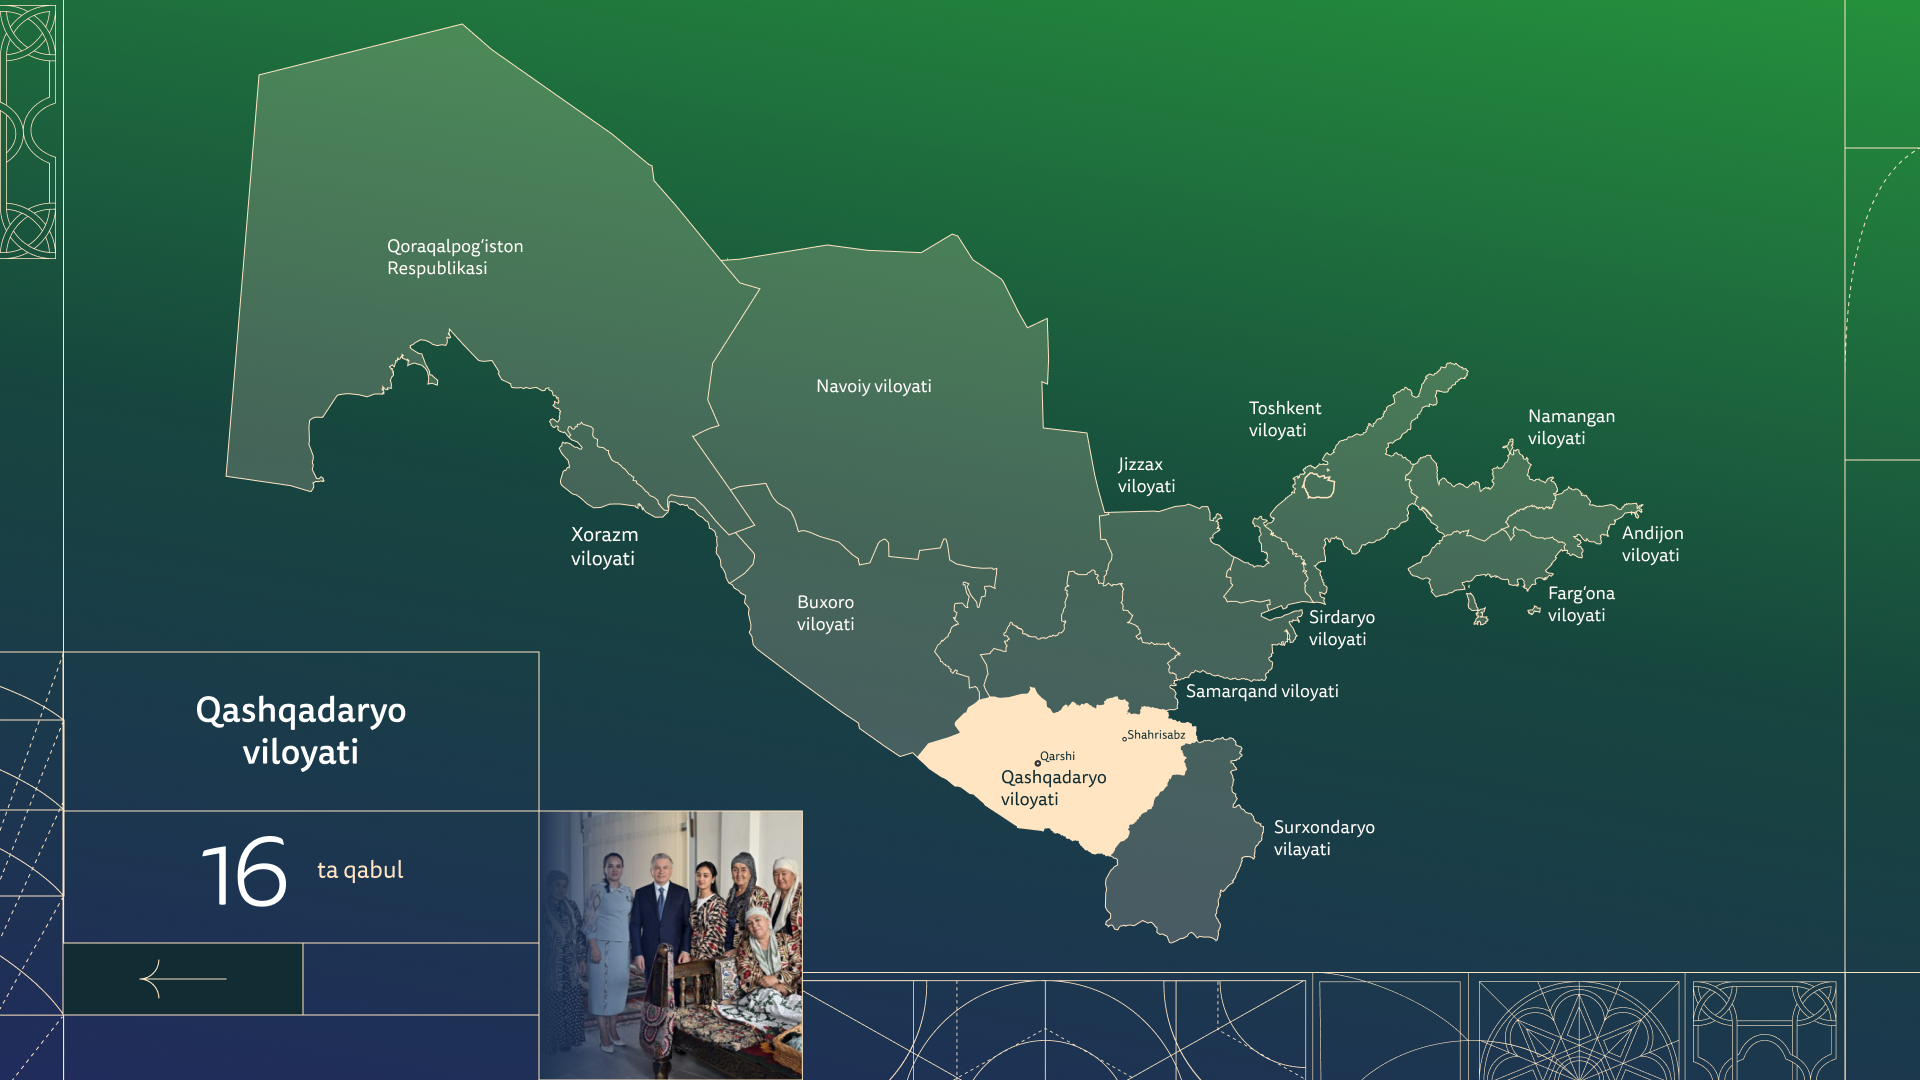 Qoraqalpog‘iston
Respublikasi
Navoiy viloyati
Toshkent
viloyati
Namangan
viloyati
Jizzax
viloyati
Xorazm
viloyati
Andijon
viloyati
Buxoro
viloyati
Farg‘ona
viloyati
Sirdaryo
viloyati
Samarqand viloyati
Shahrisabz
Qarshi
Qashqadaryo
viloyati
Surxondaryo
vilayati
Qashqadaryo
viloyati
16 ta qabul